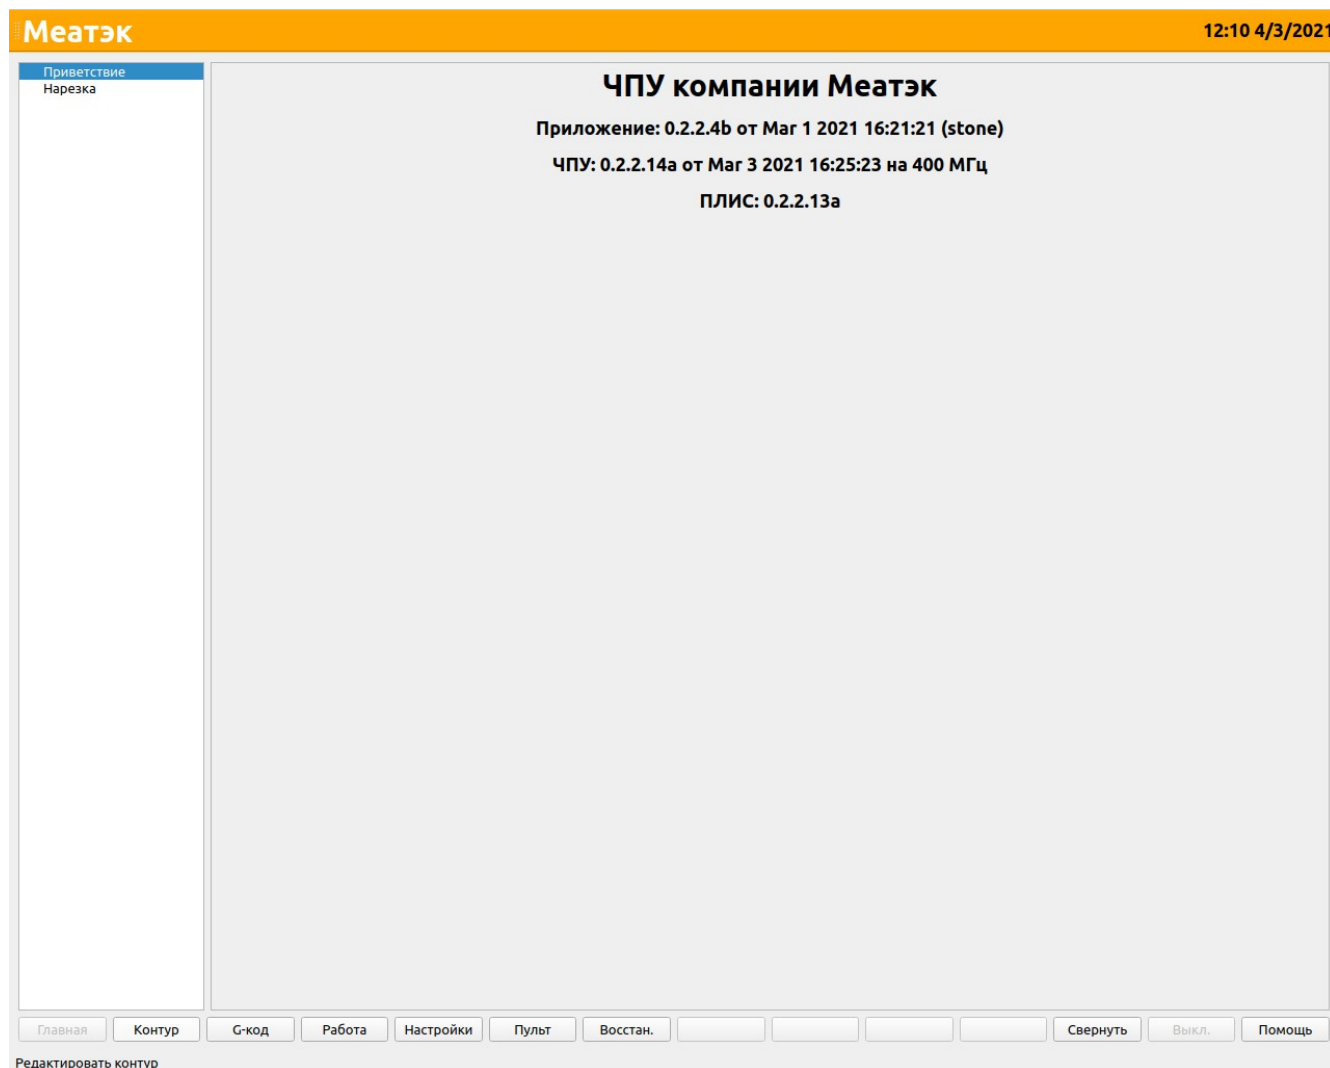 Меатэк
12:10 4/3/2021
Приветствие
Нарезка
ЧПУ компании Меатэк
Приложение: 0.2.2.4b от Mar 1 2021 16:21:21 (stone)
ЧПУ: 0.2.2.14a от Mar 3 2021 16:25:23 на 400 МГц
ПЛИС: 0.2.2.13a
Главная Контур G-код Работа Настройки Пульт Восстан. Свернуть Выкл. Помощь
Редактировать контур